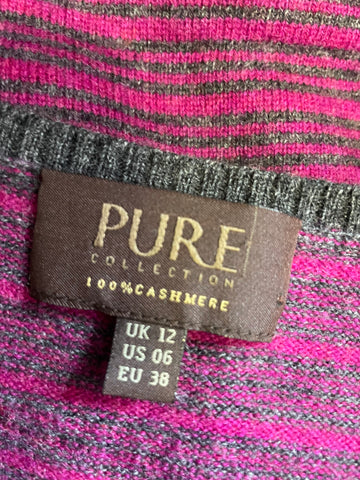 PURE
COLLECTION
100% CASHMERE
UK 12
US 06
EU 38